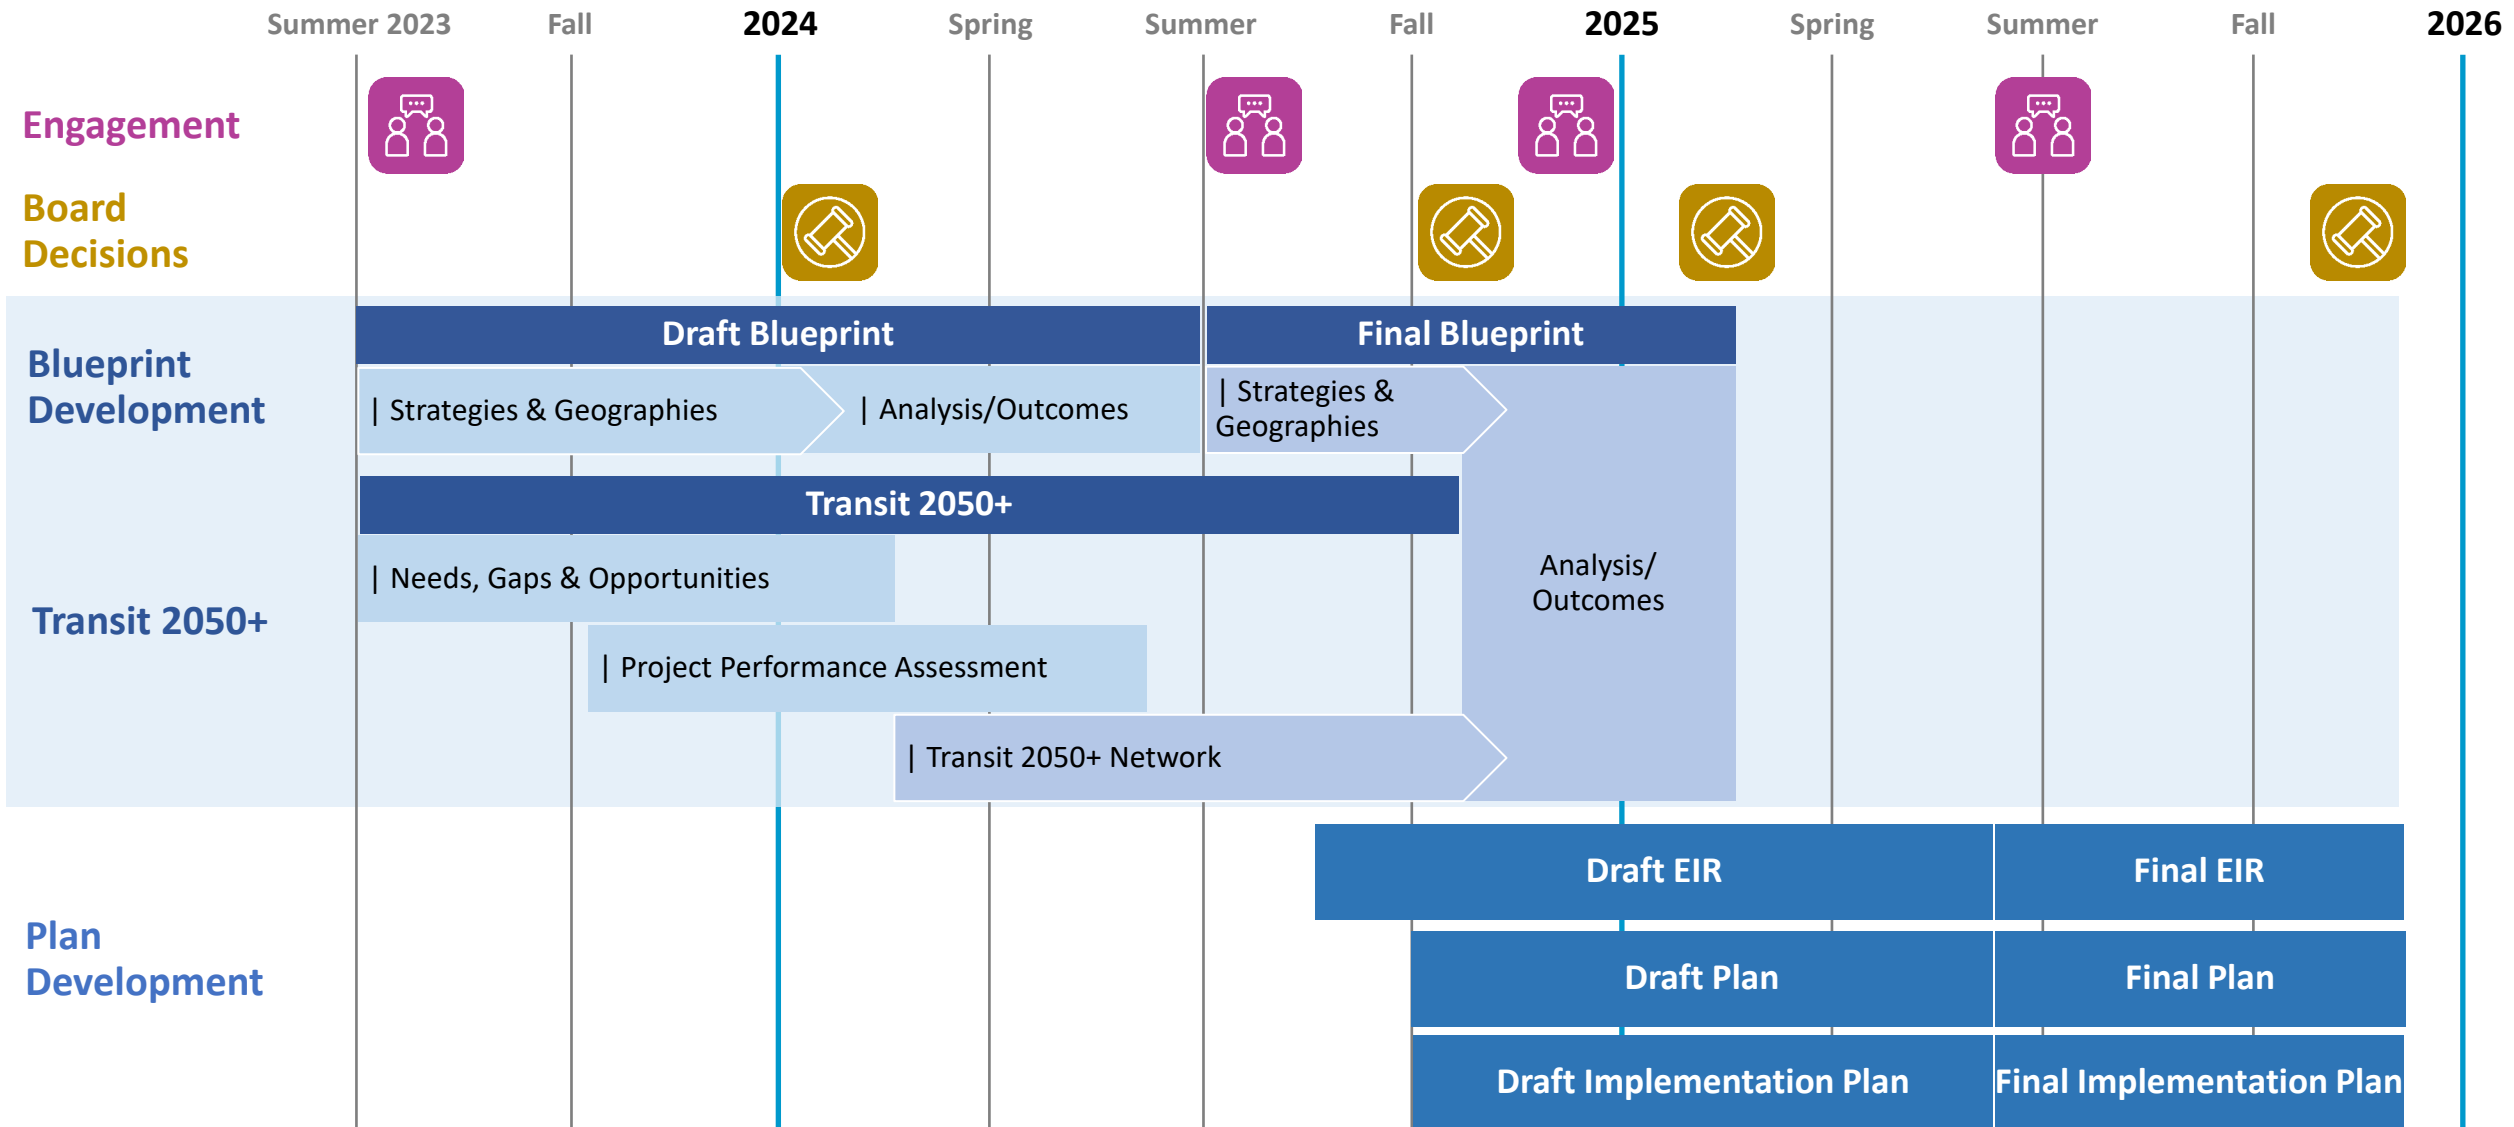 Summer 2023
Fall
2024
Spring
Summer
Fall
2025
Spring
Summer
Fall
2026
Engagement
Board
Decisions
Blueprint
Development
Draft Blueprint
Final Blueprint
| Strategies & Geographies
| Analysis/Outcomes
| Strategies &
Geographies
Transit 2050+
Transit 2050+
| Needs, Gaps & Opportunities
| Project Performance Assessment
| Transit 2050+ Network
Analysis/
Outcomes
Plan
Development
Draft EIR
Final EIR
Draft Plan
Final Plan
Draft Implementation Plan
Final Implementation Plan